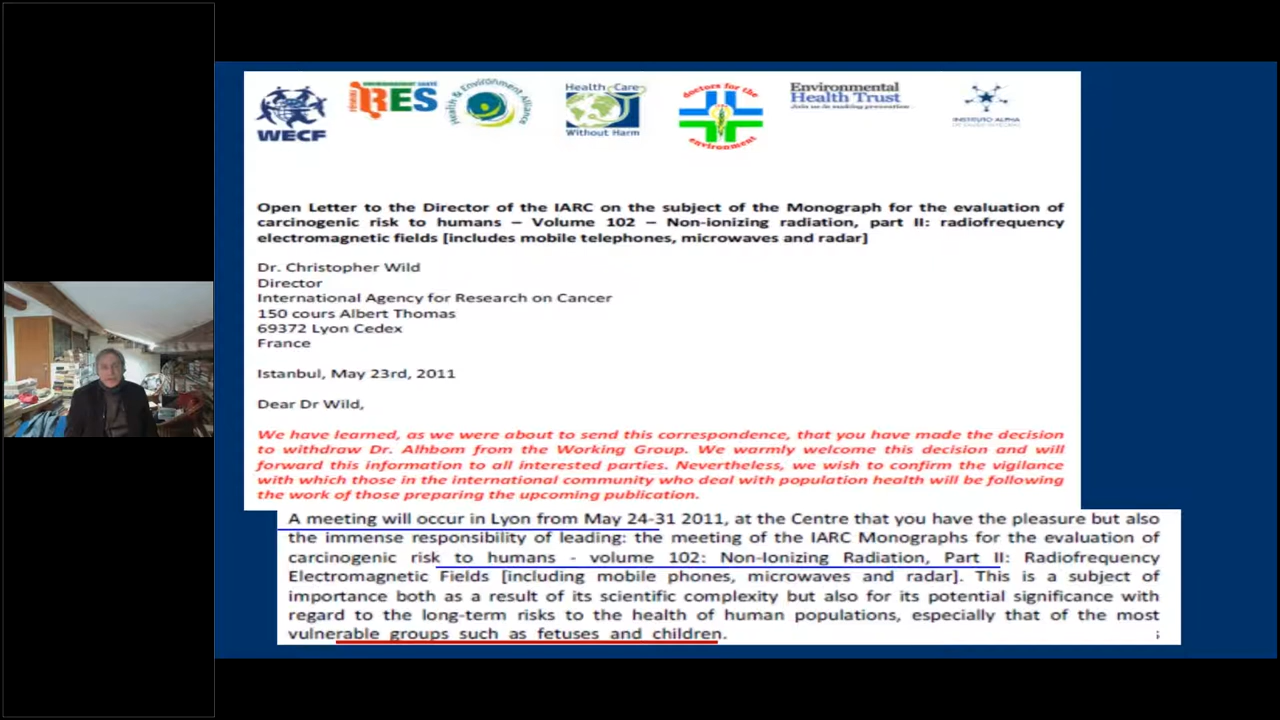 WECF
RES
Health & Environment Alliance
Health Care
Without Harm
doctors for the
environment
Environmental
Health Trust
INSTITUTO ALPHA
Open Letter to the Director of the IARC on the subject of the Monograph for the evaluation of
carcinogenic risk to humans – Volume 102 – Non-ionizing radiation, part II: radiofrequency
electromagnetic fields [includes mobile telephones, microwaves and radar]
Dr. Christopher Wild
Director
International Agency for Research on Cancer
150 cours Albert Thomas
69372 Lyon Cedex
France
Istanbul, May 23rd, 2011
Dear Dr Wild,
We have learned, as we were about to send this correspondence, that you have made the decision
to withdraw Dr. Alhbom from the Working Group. We warmly welcome this decision and will
forward this information to all interested parties. Nevertheless, we wish to confirm the vigilance
with which those in the international community who deal with population health will be following
the work of those preparing the upcoming publication.
A meeting will occur in Lyon from May 24-31 2011, at the Centre that you have the pleasure but also
the immense responsibility of leading: the meeting of the IARC Monographs for the evaluation of
carcinogenic risk to humans - volume 102: Non-Ionizing Radiation, Part II: Radiofrequency
Electromagnetic Fields [including mobile phones, microwaves and radar]. This is a subject of
importance both as a result of its scientific complexity but also for its potential significance with
regard to the long-term risks to the health of human populations, especially that of the most
vulnerable groups such as fetuses and children.